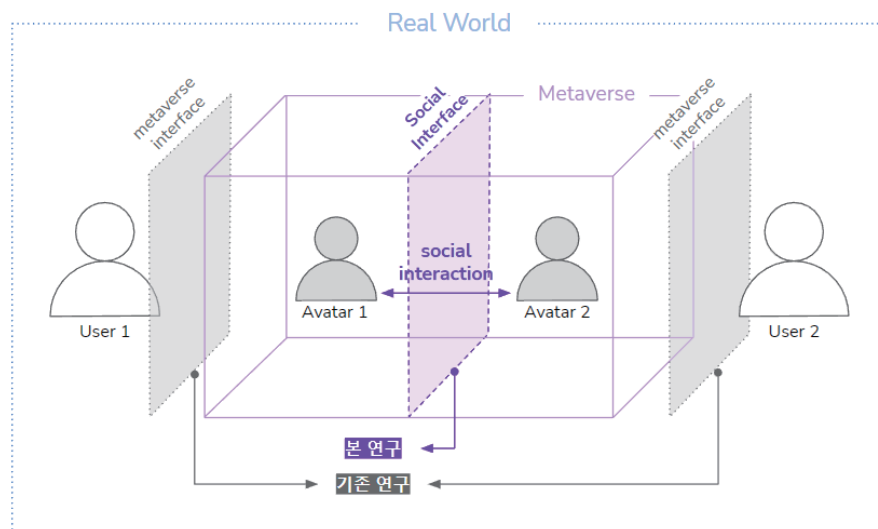 Real World
metaverse
interface
Social
Interface
Metaverse
metaverse
interface
social
interaction
User 1
Avatar 1
Avatar 2
User 2
본 연구
기존 연구